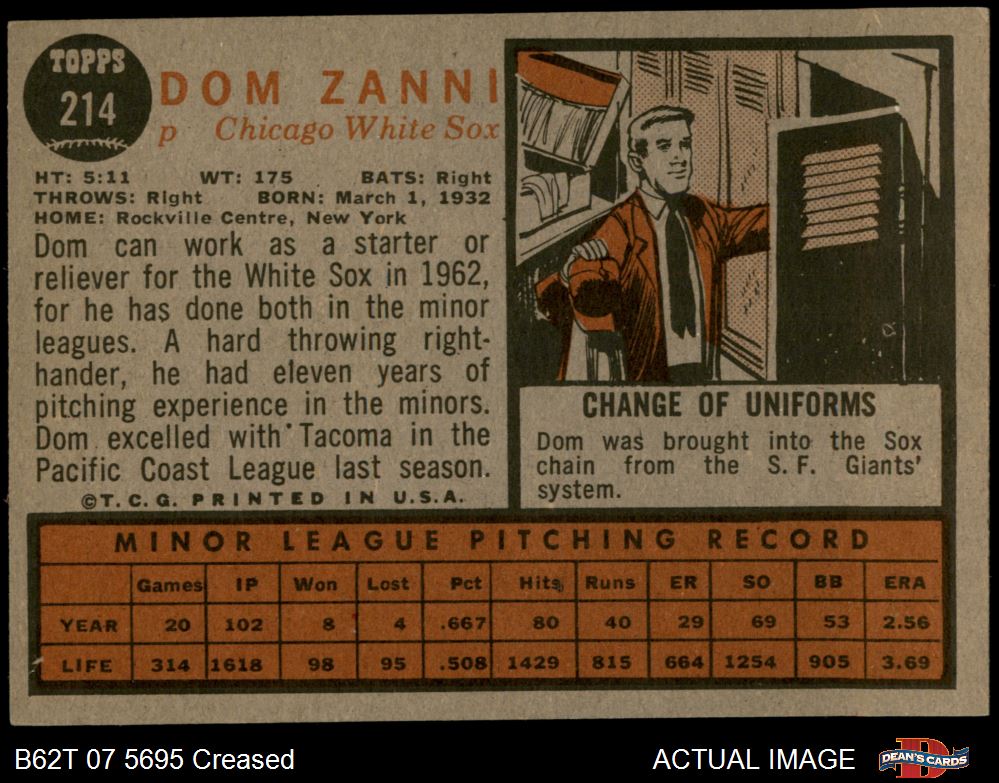 TOPPS
214
DOM ZANNI
p Chicago White Sox
HT: 5:11 WT: 175 BATS: Right
THROWS: Right BORN: March 1, 1932
HOME: Rockville Centre, New York
Dom can work as a starter or
reliever for the White Sox in 1962,
for he has done both in the minor
leagues. A hard throwing right-
hander, he had eleven years of
pitching experience in the minors.
Dom excelled with Tacoma in the
Pacific Coast League last season.
©T.C.G. PRINTED IN U.S.A.
CHANGE OF UNIFORMS
Dom was brought into the Sox
chain from the S. F. Giants'
system.
MINOR LEAGUE PITCHING RECORD
Games IP Won Lost Pct Hits Runs ER SO BB ERA
YEAR 20 102 8 4 .667 80 40 29 69 53 2.56
LIFE 314 1618 98 95 .508 1429 815 664 1254 905 3.69
B62T 07 5695 Creased ACTUAL IMAGE D DEAN'S CARDS